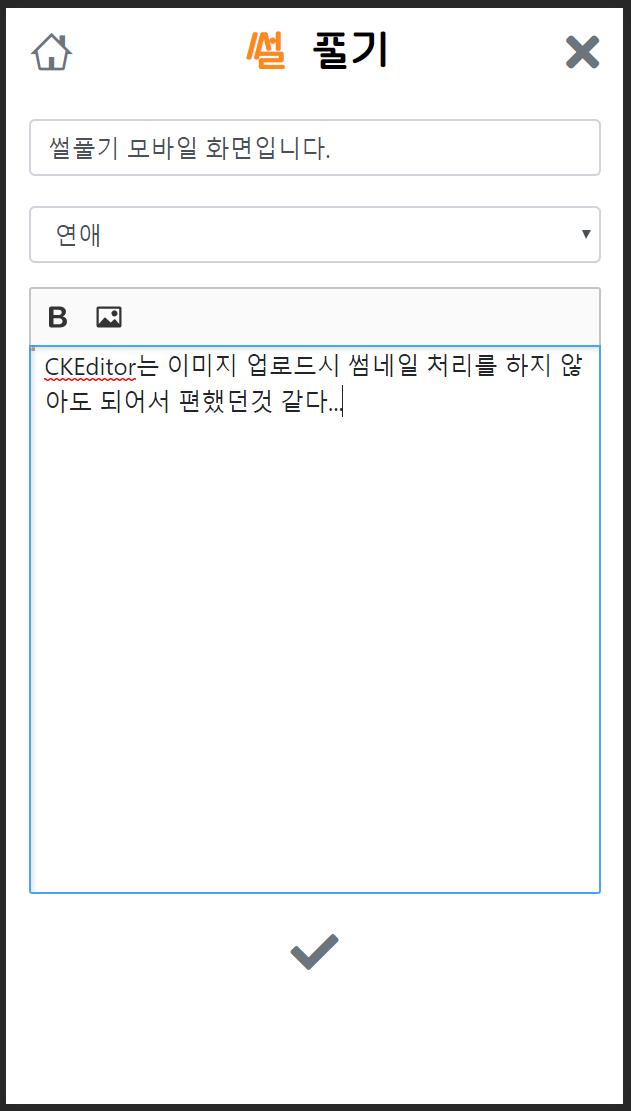 썰 풀기
썰풀기 모바일 화면입니다.
연애
B
CKEditor는 이미지 업로드시 썸네일 처리를 하지 않
아도 되어서 편했던것 같다...